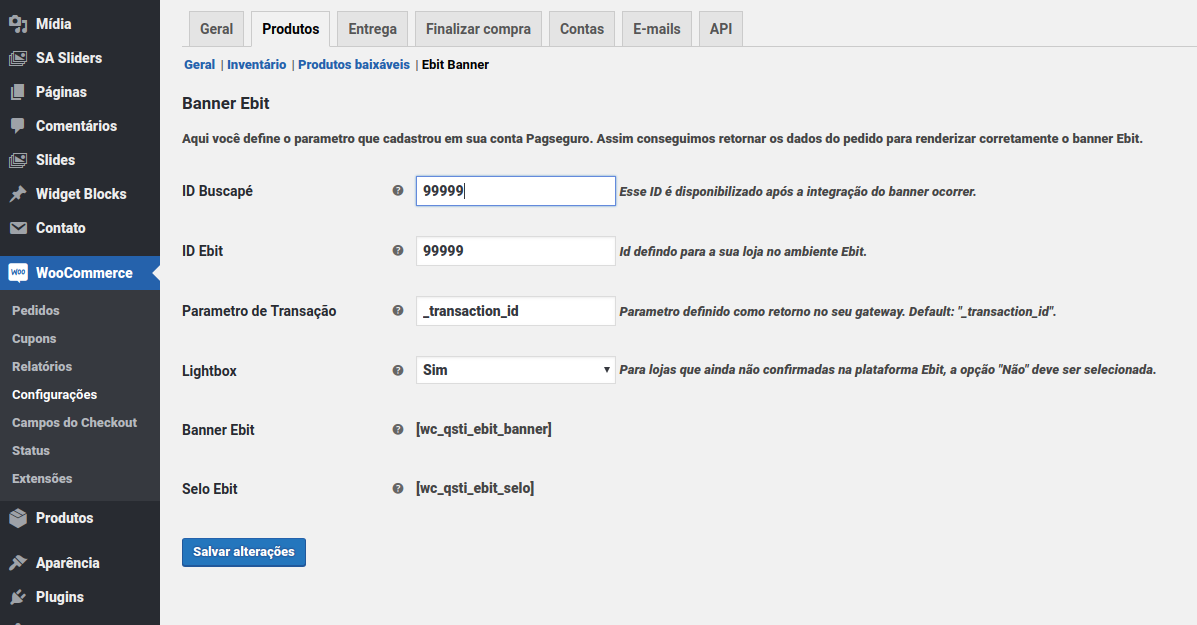 Mídia
SA Sliders
Páginas
Comentários
Slides
Widget Blocks
Contato
WOO WooCommerce
Pedidos
Cupons
Relatórios
Configurações
Campos do Checkout
Status
Extensões
Produtos
Aparência
Plugins
Geral Produtos Entrega Finalizar compra Contas E-mails API
Geral | Inventário | Produtos baixáveis | Ebit Banner
Banner Ebit
Aqui você define o parametro que cadastrou em sua conta Pagseguro. Assim conseguimos retornar os dados do pedido para renderizar corretamente o banner Ebit.
ID Buscapé ? 99999 Esse ID é disponibilizado após a integração do banner ocorrer.
ID Ebit ? 99999 Id defindo para a sua loja no ambiente Ebit.
Parametro de Transação ? _transaction_id Parametro definido como retorno no seu gateway. Default: "_transaction_id".
Lightbox ? Sim Para lojas que ainda não confirmadas na plataforma Ebit, a opção "Não" deve ser selecionada.
Banner Ebit ? [wc_qsti_ebit_banner]
Selo Ebit ? [wc_qsti_ebit_selo]
Salvar alterações